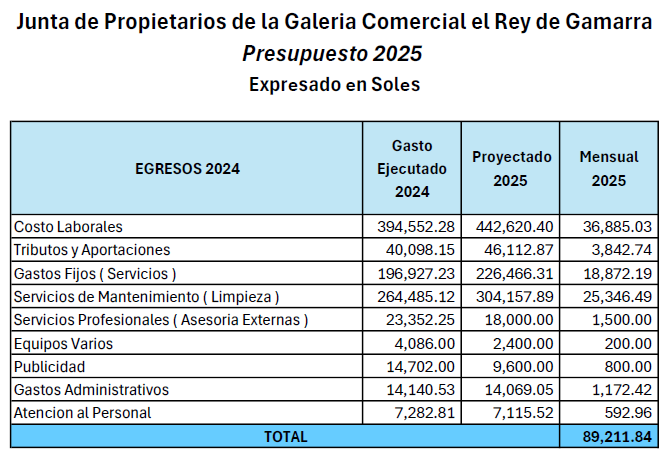 Junta de Propietarios de la Galeria Comercial el Rey de Gamarra
Presupuesto 2025
Expresado en Soles
EGRESOS 2024 Gasto Ejecutado 2024 Proyectado 2025 Mensual 2025
Costo Laborales 394,552.28 442,620.40 36,885.03
Tributos y Aportaciones 40,098.15 46,112.87 3,842.74
Gastos Fijos ( Servicios ) 196,927.23 226,466.31 18,872.19
Servicios de Mantenimiento ( Limpieza ) 264,485.12 304,157.89 25,346.49
Servicios Profesionales ( Asesoria Externas ) 23,352.25 18,000.00 1,500.00
Equipos Varios 4,086.00 2,400.00 200.00
Publicidad 14,702.00 9,600.00 800.00
Gastos Administrativos 14,140.53 14,069.05 1,172.42
Atencion al Personal 7,282.81 7,115.52 592.96
TOTAL 89,211.84